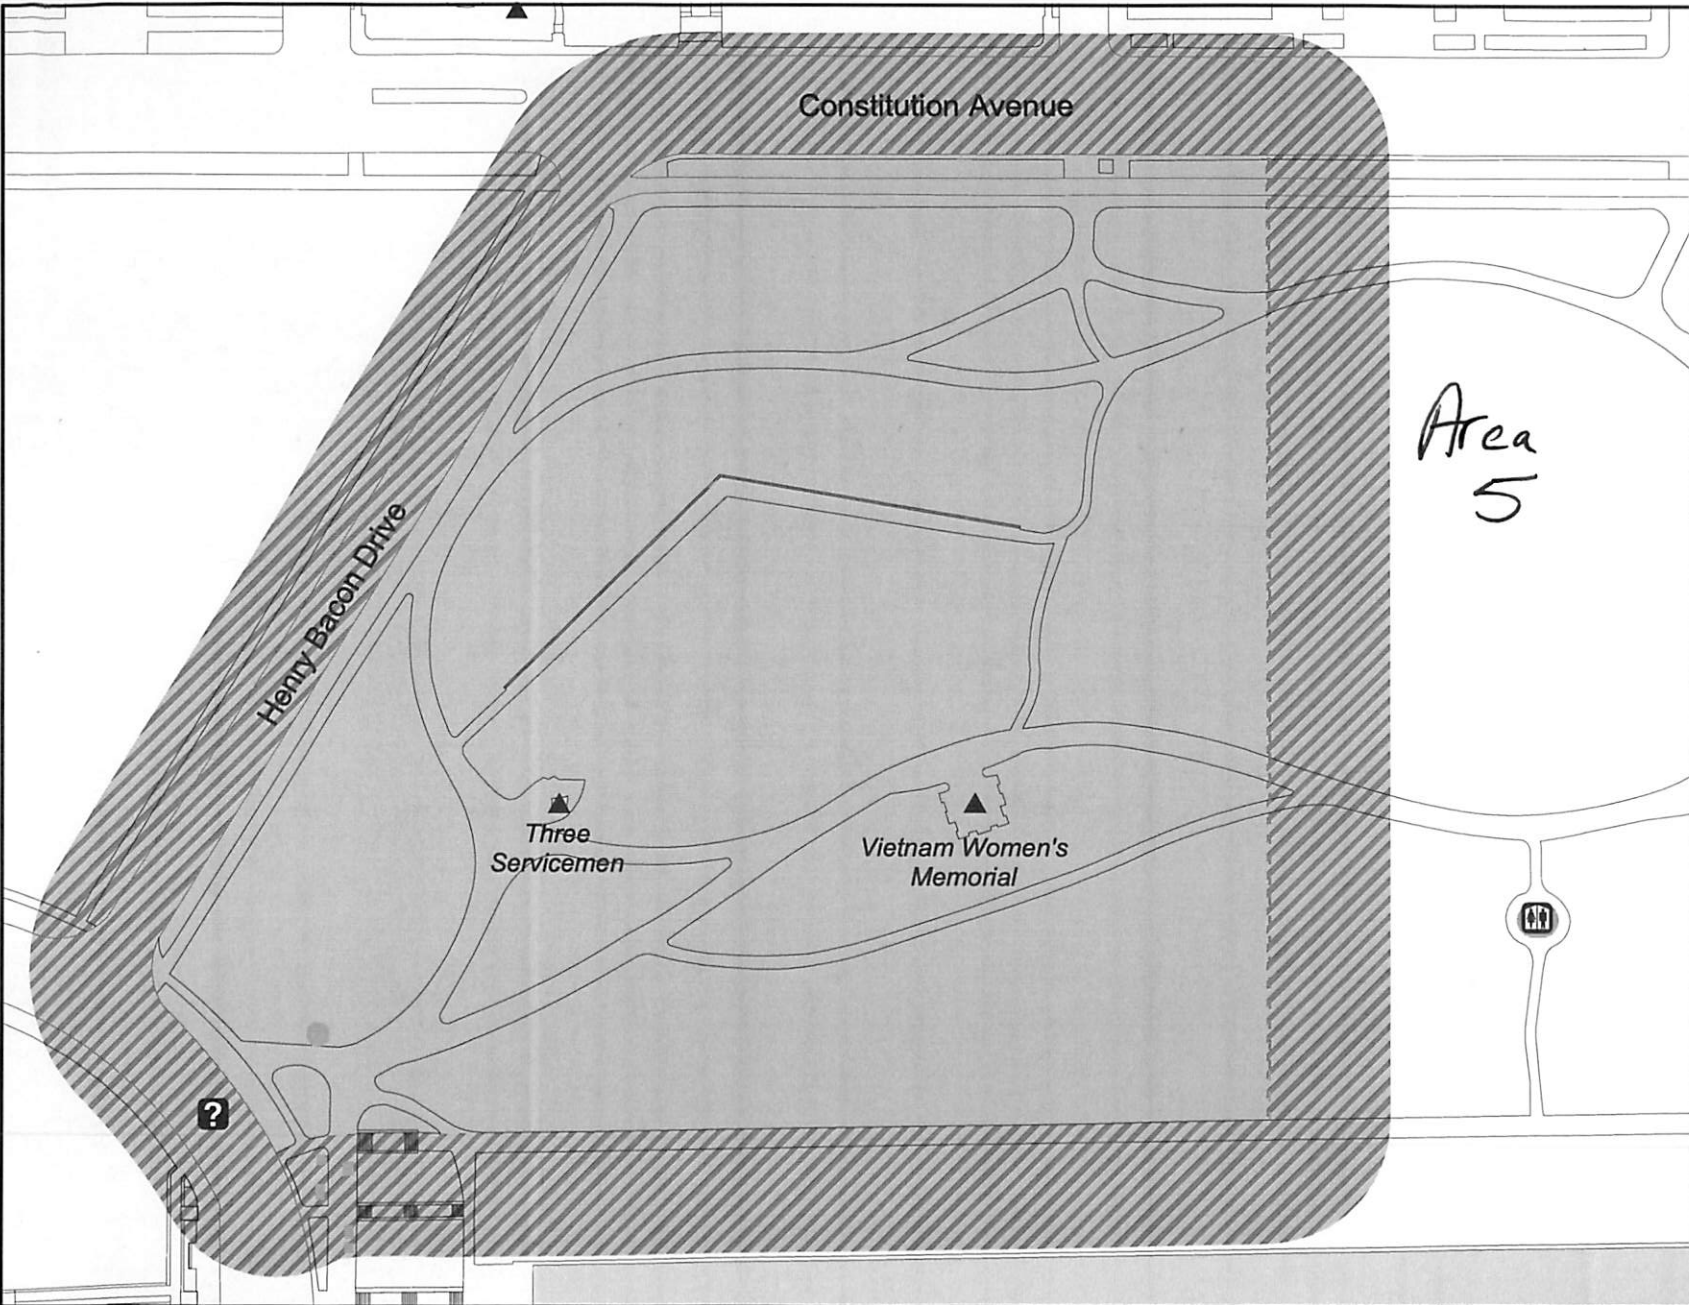 Constitution Avenue
Area
5
Henry Bacon Drive
Three
Servicemen
Vietnam Women's
Memorial
?